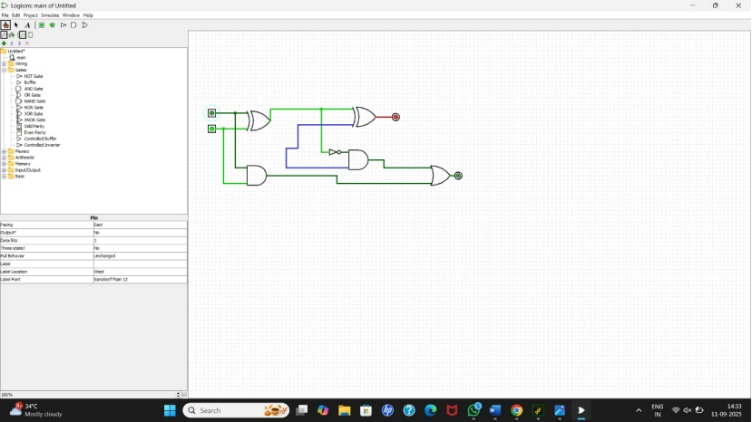 Logisim: main of Untitled
File Edit Project Simulate Window Help
Untitled*
main
Wiring
Gates
NOT Gate
Buffer
AND Gate
OR Gate
NAND Gate
NOR Gate
XOR Gate
XNOR Gate
Odd Parity
Even Parity
Controlled Buffer
Controlled Inverter
Plexers
Arithmetic
Memory
Input/Output
Base
Pin
Facing East
Output? No
Data Bits 1
Three-state? No
Pull Behavior Unchanged
Label
Label Location West
Label Font SansSerif Plain 12
100%
34°C
Mostly cloudy
Search
ENG
IN
14:33
11-09-2025